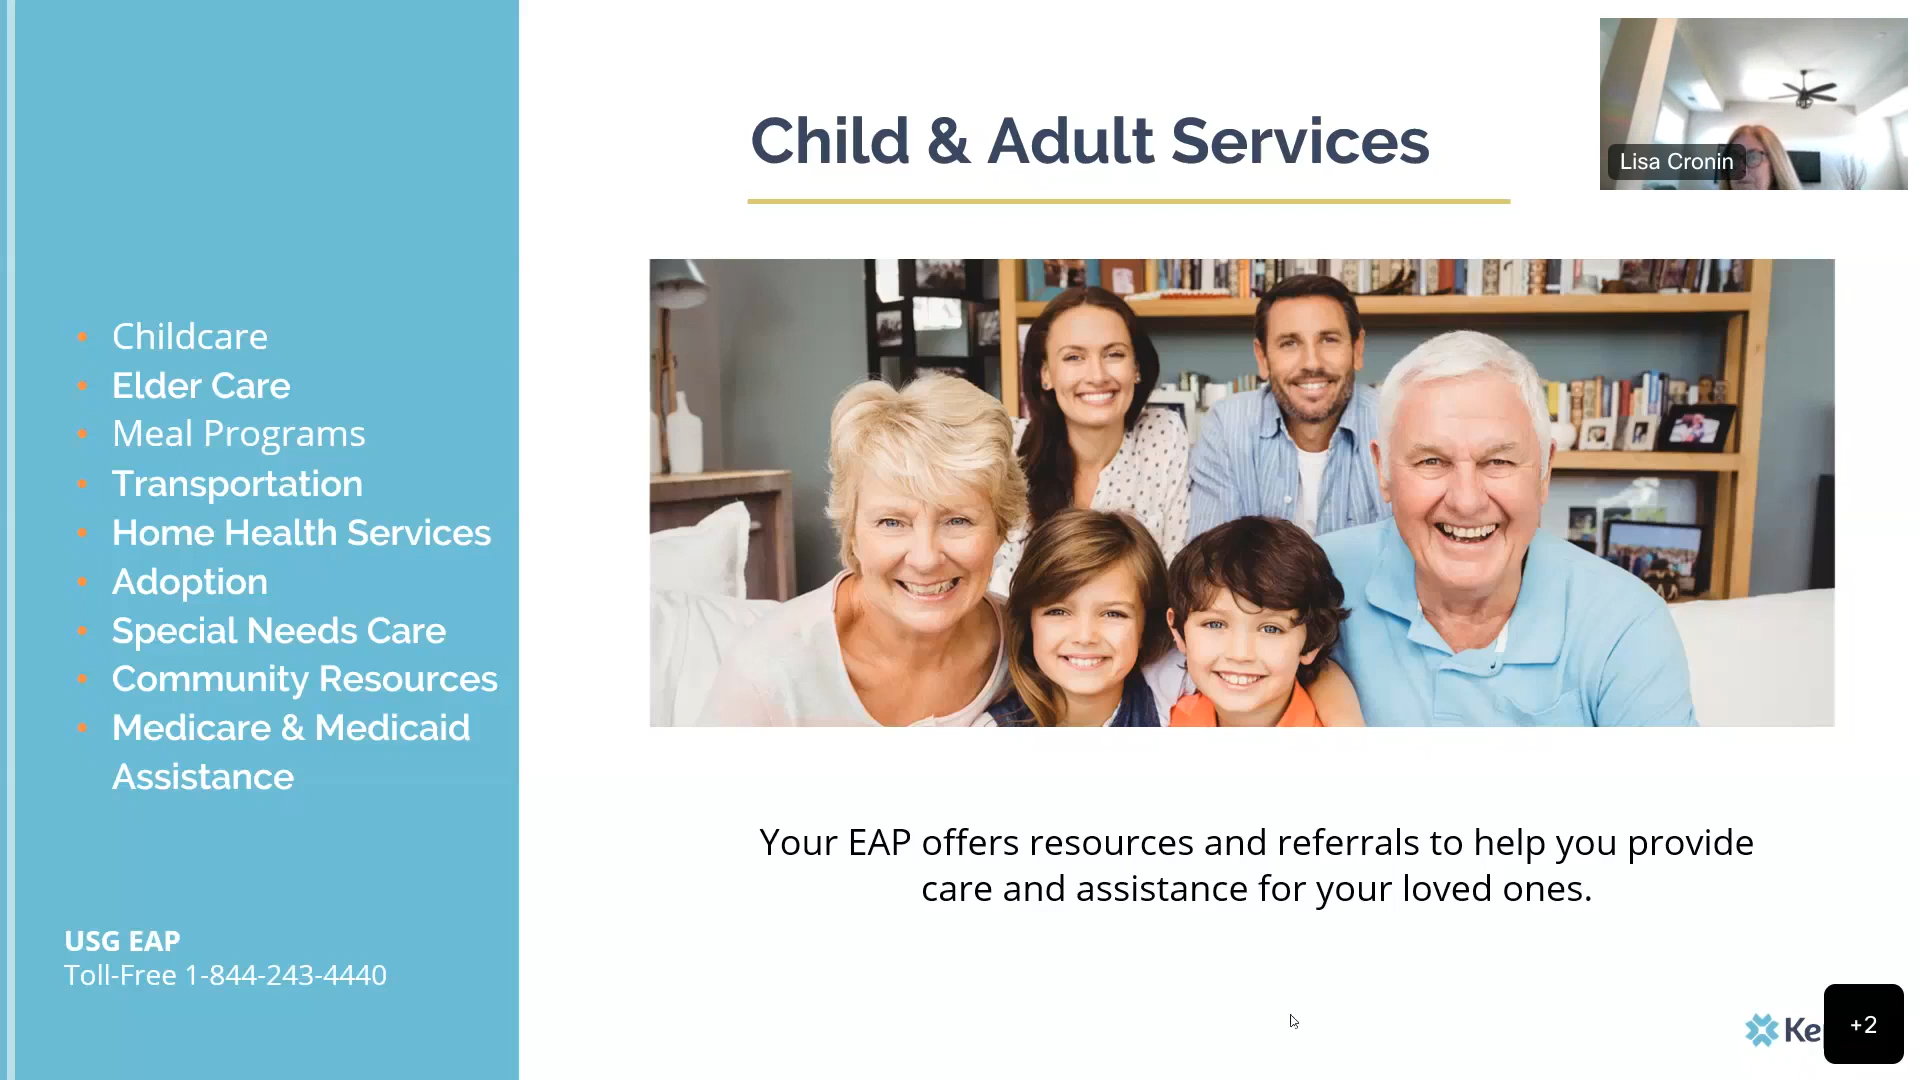 Child & Adult Services
Lisa Cronin
Childcare
Elder Care
Meal Programs
Transportation
Home Health Services
Adoption
Special Needs Care
Community Resources
Medicare & Medicaid
Assistance
Your EAP offers resources and referrals to help you provide
care and assistance for your loved ones.
USG EAP
Toll-Free 1-844-243-4440
+2